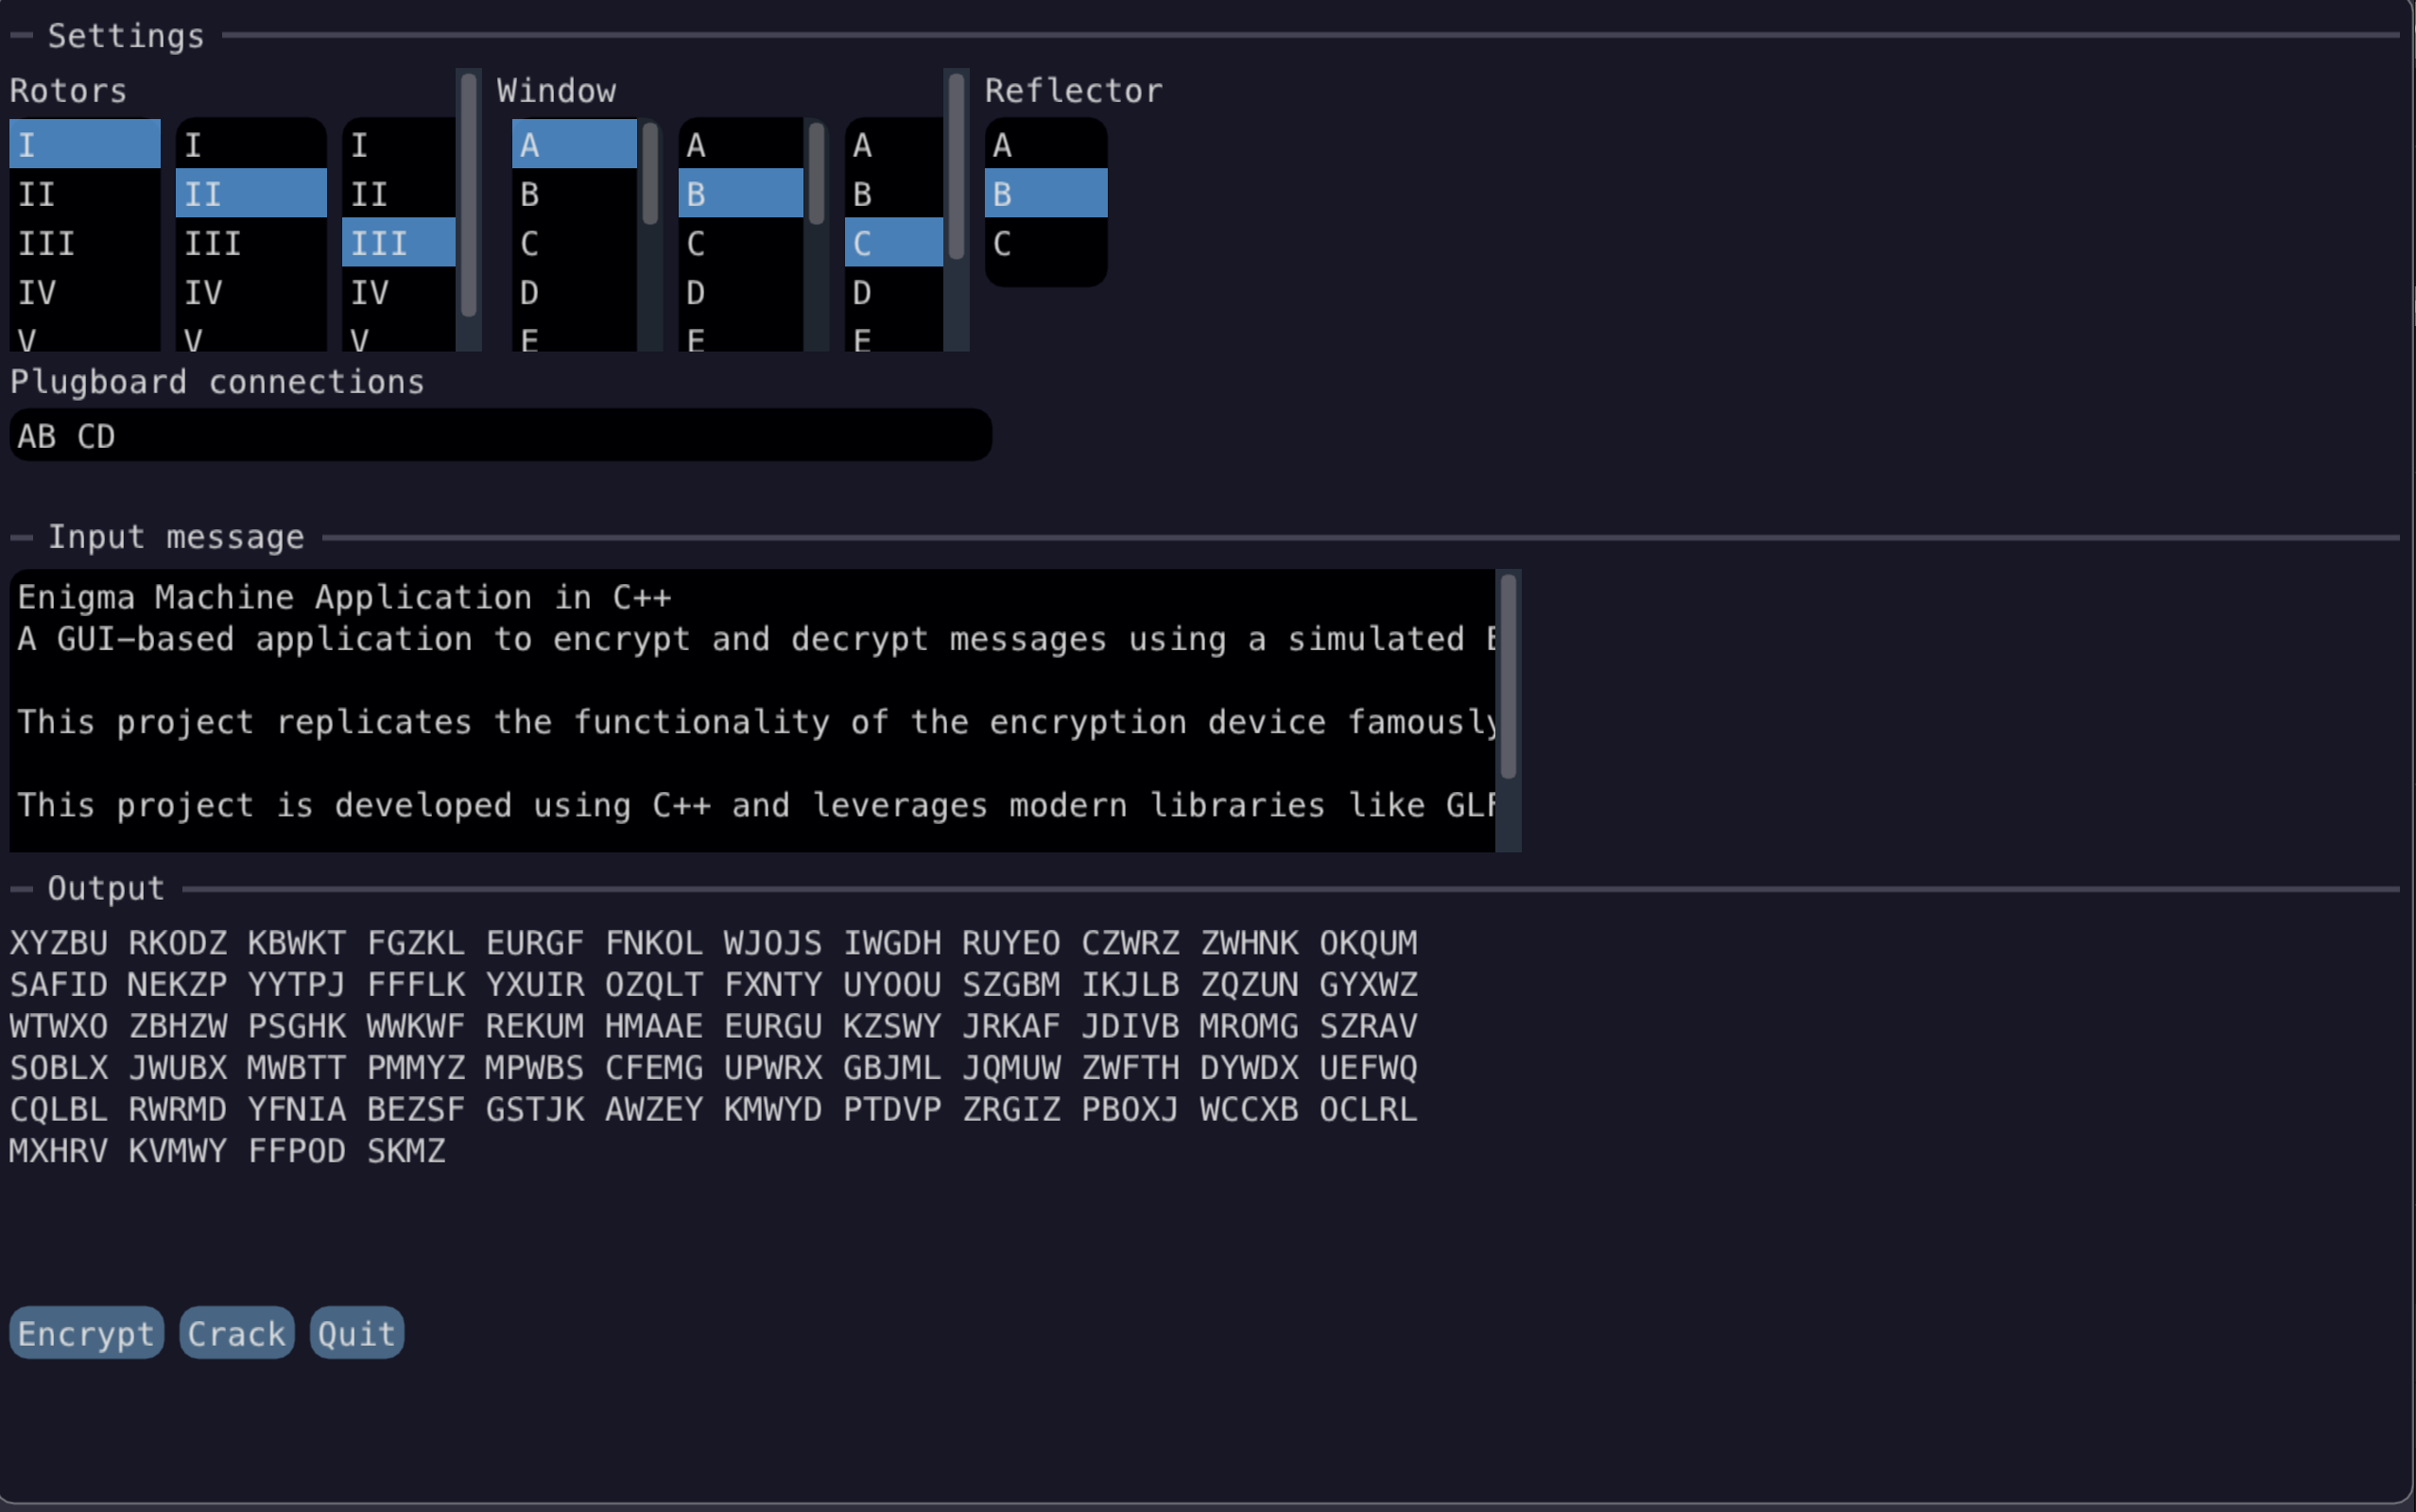 Settings
Rotors Window Reflector
I I I A A A A
II II II B B B B
III III III C C C C
IV IV IV D D D
V V V E E E
Plugboard connections
AB CD
Input message
Enigma Machine Application in C++
A GUI-based application to encrypt and decrypt messages using a simulated E
This project replicates the functionality of the encryption device famously
This project is developed using C++ and leverages modern libraries like GLF
Output
XYZBU RKODZ KBWKT FGZKL EURGF FNKOL WJOJS IWGDH RUYEO CZWRZ ZWHNK OKQUM
SAFID NEKZP YYTPJ FFFLK YXUIR OZQLT FXNTY UYOOU SZGBM IKJLB ZQZUN GYXWZ
WTWXO ZBHZW PSGHK WWKWF REKUM HMAAE EURGU KZSWY JRKAF JDIVB MROMG SZRAV
SOBLX JWUBX MWBTT PMMYZ MPWBS CFEMG UPWRX GBJML JQMUW ZWFTH DYWDX UEFWQ
CQLBL RWRMD YFNIA BEZSF GSTJK AWZEY KMWYD PTDVP ZRGIZ PBOXJ WCCXB OCLRL
MXHRV KVMWY FFPOD SKMZ
Encrypt Crack Quit